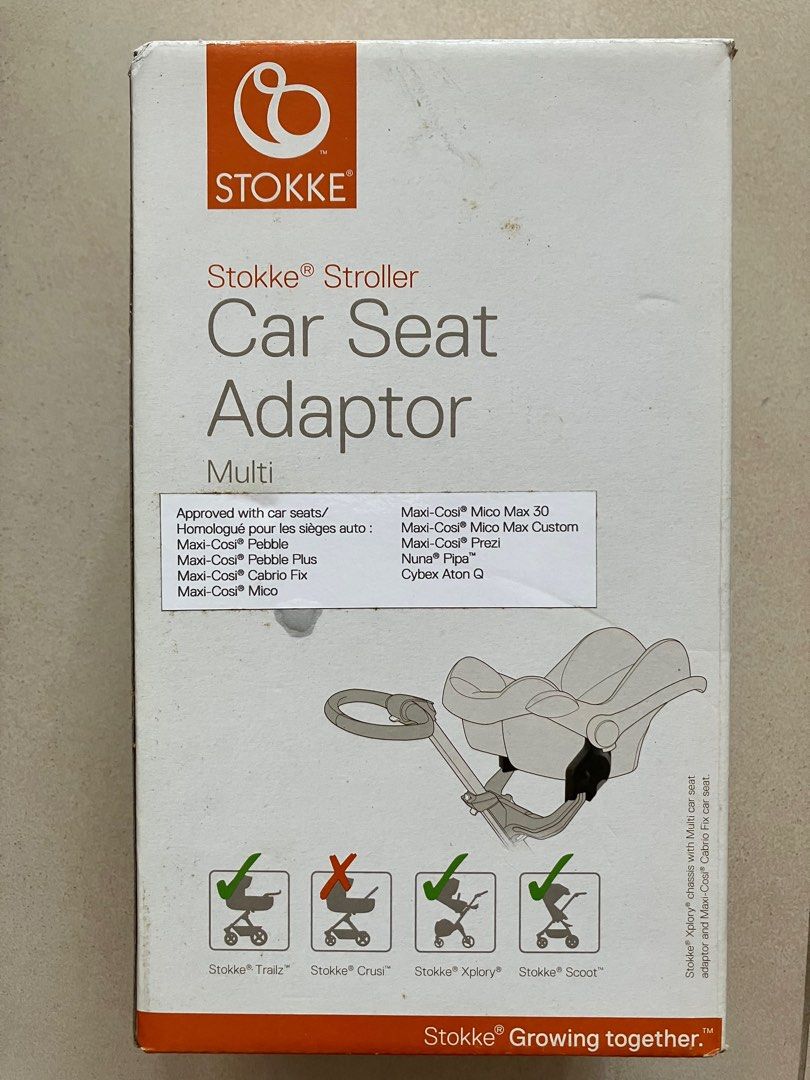 STOKKE®
Stokke® Stroller
Car Seat
Adaptor
Multi
Approved with car seats/
Homologué pour les sièges auto :
Maxi-Cosi® Pebble
Maxi-Cosi® Pebble Plus
Maxi-Cosi® Cabrio Fix
Maxi-Cosi® Mico
Maxi-Cosi® Mico Max 30
Maxi-Cosi® Mico Max Custom
Maxi-Cosi® Prezi
Nuna® Pipa™
Cybex Aton Q
Stokke® Xplory® chassis with Multi car seat
adaptor and Maxi-Cosi® Cabrio Fix car seat.
Stokke® Trailz™
Stokke® Crusi™
Stokke® Xplory®
Stokke® Scoot™
Stokke® Growing together.™